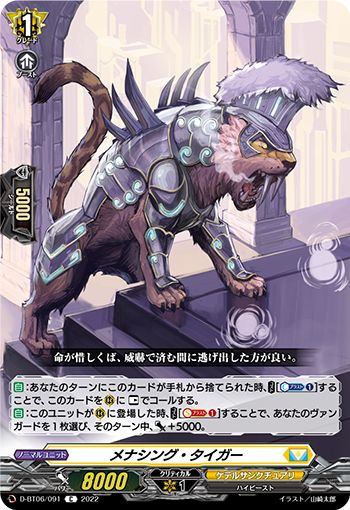 1
グレード
ブースト
5000
シールド
命が惜しくば、威嚇で済む間に逃げ出した方が良い。
自:あなたのターンにこのカードが手札から捨てられた時、[ブラスト1]する
ことで、このカードをRにコールする。
自:このユニットがRに登場した時、[ブラスト1]することで、あなたのヴァン
ガードを1枚選び、そのターン中、+5000。
ノーマルユニット
メナシング・タイガー
パワー
8000
クリティカル
1
ケテルサンクチュアリ
ハイビースト
D-BT06/091 C 2022
イラスト/山崎太郎